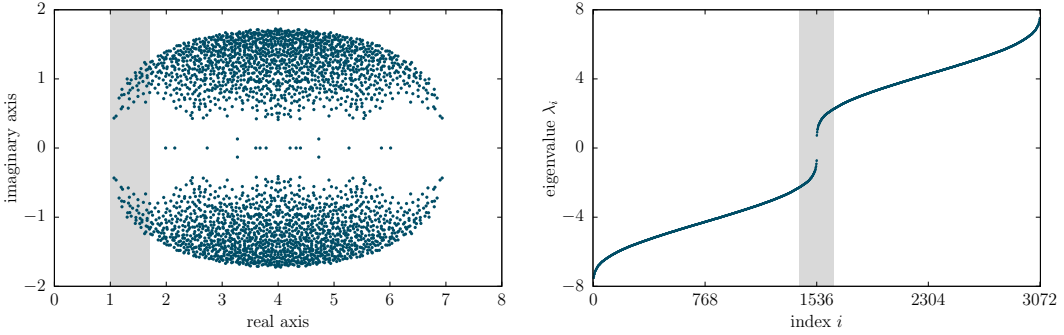 2
1
0
−1
−2
imaginary axis
0 1 2 3 4 5 6 7 8
real axis
8
4
0
−4
−8
eigenvalue λᵢ
0 768 1536 2304 3072
index i